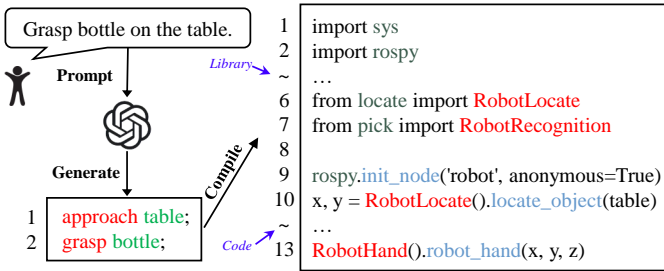 Grasp bottle on the table.
Prompt
Generate
1 approach table;
2 grasp bottle;
Compile
Library
Code
1 import sys
2 import rospy
~ …
6 from locate import RobotLocate
7 from pick import RobotRecognition
8
9 rospy.init_node('robot', anonymous=True)
10 x, y = RobotLocate().locate_object(table)
~ …
13 RobotHand().robot_hand(x, y, z)